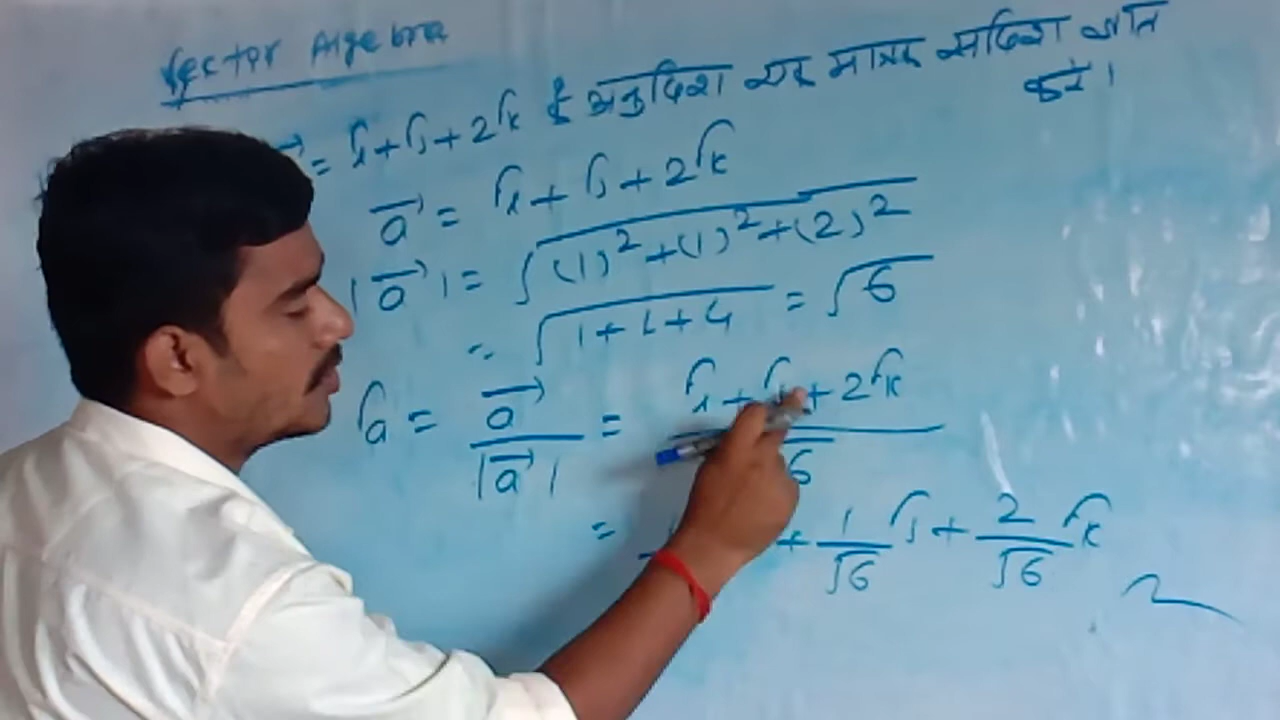 Vector Algebra
= î + ĵ + 2k̂ के अनुदिश एक मात्रक सदिश ज्ञात
करें।
a⃗ = î + ĵ + 2k̂
|a⃗| = √(1)² + (1)² + (2)²
= √1 + 1 + 4 = √6
â = a⃗/|a⃗| = î + ĵ + 2k̂/√6
= + 1/√6 ĵ + 2/√6 k̂